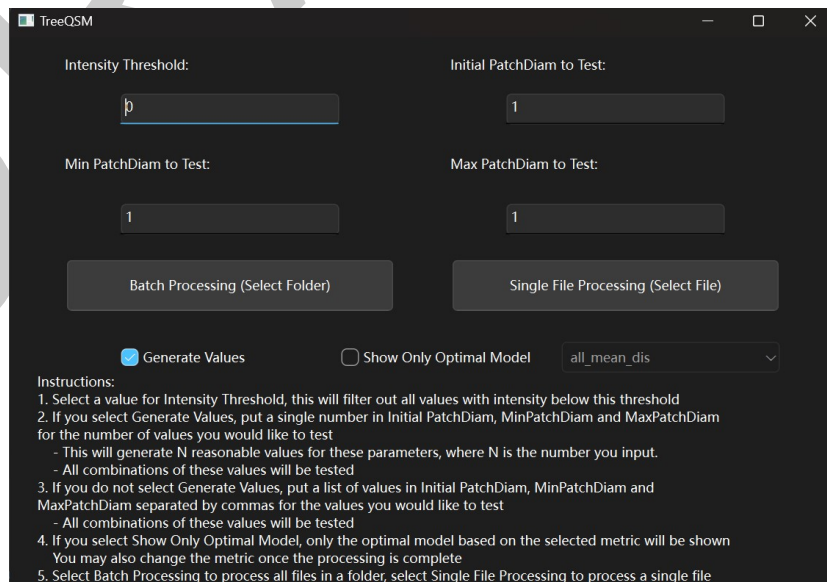 TreeQSM
Intensity Threshold:
Initial PatchDiam to Test:
0
1
Min PatchDiam to Test:
Max PatchDiam to Test:
1
1
Batch Processing (Select Folder)
Single File Processing (Select File)
Generate Values
Show Only Optimal Model
all_mean_dis
Instructions:
1. Select a value for Intensity Threshold, this will filter out all values with intensity below this threshold
2. If you select Generate Values, put a single number in Initial PatchDiam, MinPatchDiam and MaxPatchDiam
for the number of values you would like to test
- This will generate N reasonable values for these parameters, where N is the number you input.
- All combinations of these values will be tested
3. If you do not select Generate Values, put a list of values in Initial PatchDiam, MinPatchDiam and
MaxPatchDiam separated by commas for the values you would like to test
- All combinations of these values will be tested
4. If you select Show Only Optimal Model, only the optimal model based on the selected metric will be shown
You may also change the metric once the processing is complete
5. Select Batch Processing to process all files in a folder, select Single File Processing to process a single file